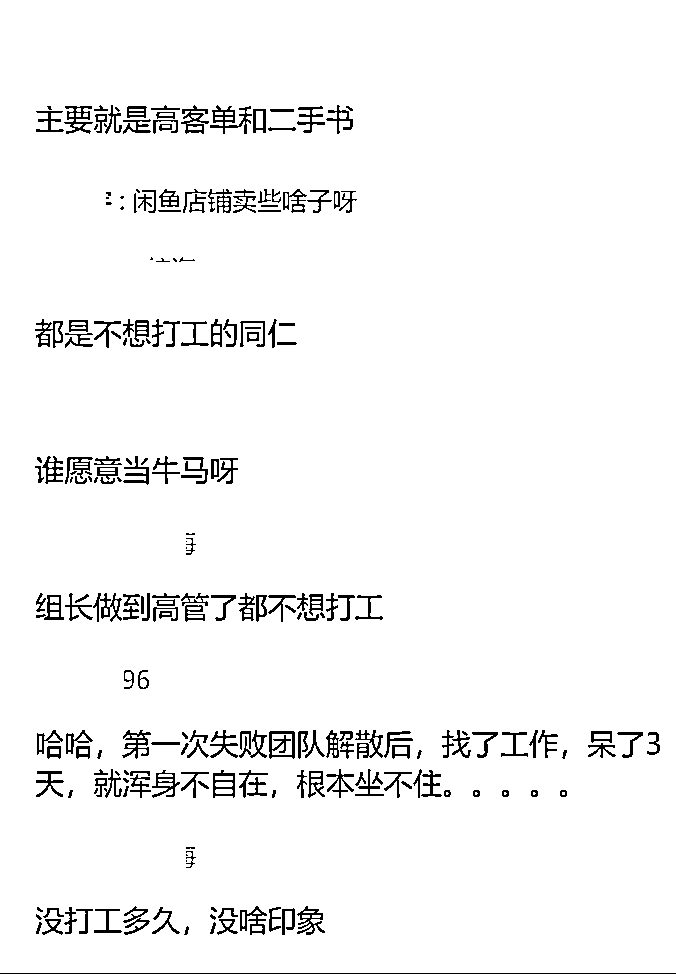 主要就是高客单和二手书
：闲鱼店铺卖些啥子呀
都是不想打工的同仁
谁愿意当牛马呀
组长做到高管了都不想打工
96
哈哈，第一次失败团队解散后，找了工作，呆了3
天，就浑身不自在，根本坐不住。。。。。
没打工多久，没啥印象